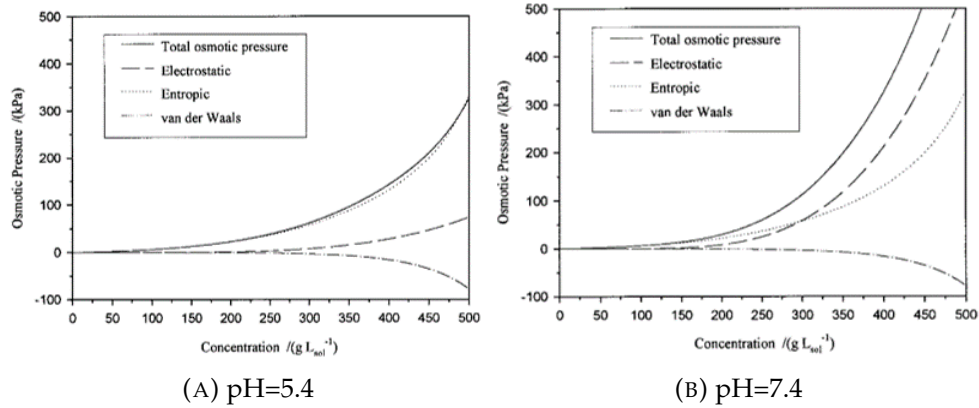 500
400
300
200
100
0
-100
Osmotic Pressure /(kPa)
Total osmotic pressure
Electrostatic
Entropic
van der Waals
0 50 100 150 200 250 300 350 400 450 500
Concentration /(g L_sol^-1)
(A) pH=5.4
500
400
300
200
100
0
-100
Osmotic Pressure /(kPa)
Total osmotic pressure
Electrostatic
Entropic
van der Waals
0 50 100 150 200 250 300 350 400 450 500
Concentration /(g L_sol^-1)
(B) pH=7.4